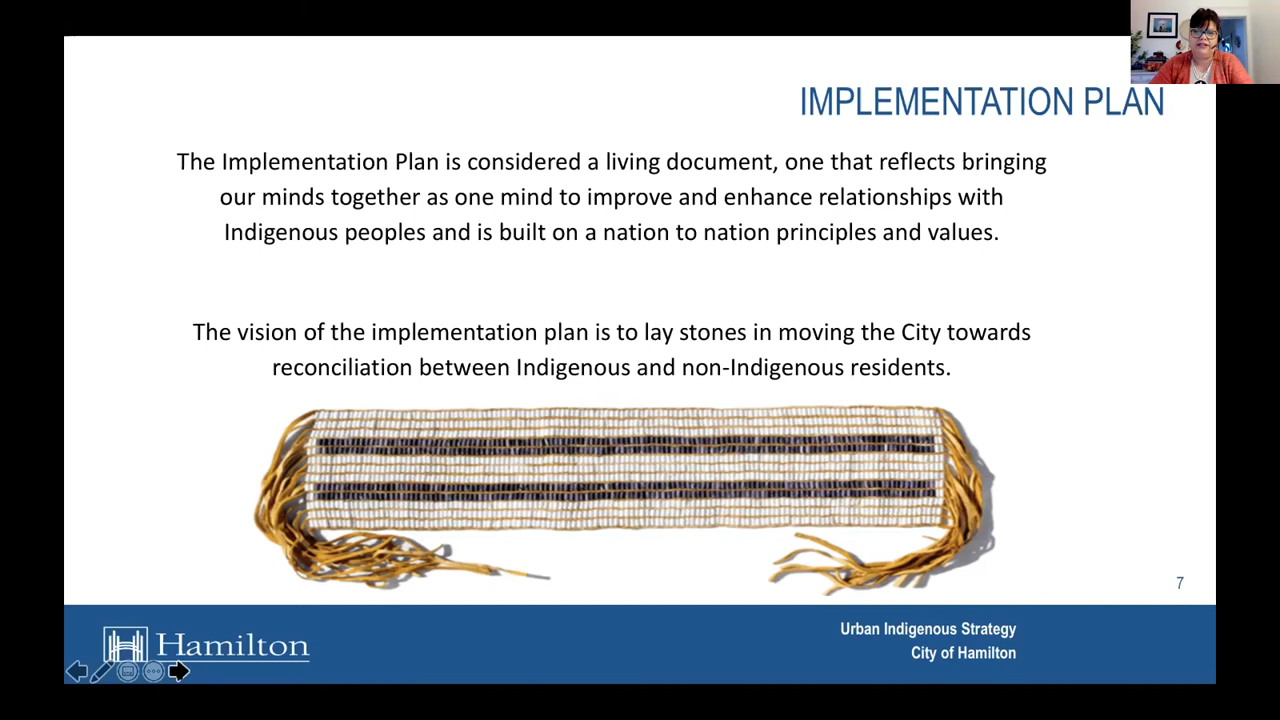 IMPLEMENTATION PLAN
The Implementation Plan is considered a living document, one that reflects bringing
our minds together as one mind to improve and enhance relationships with
Indigenous peoples and is built on a nation to nation principles and values.
The vision of the implementation plan is to lay stones in moving the City towards
reconciliation between Indigenous and non-Indigenous residents.
7
Hamilton
Urban Indigenous Strategy
City of Hamilton